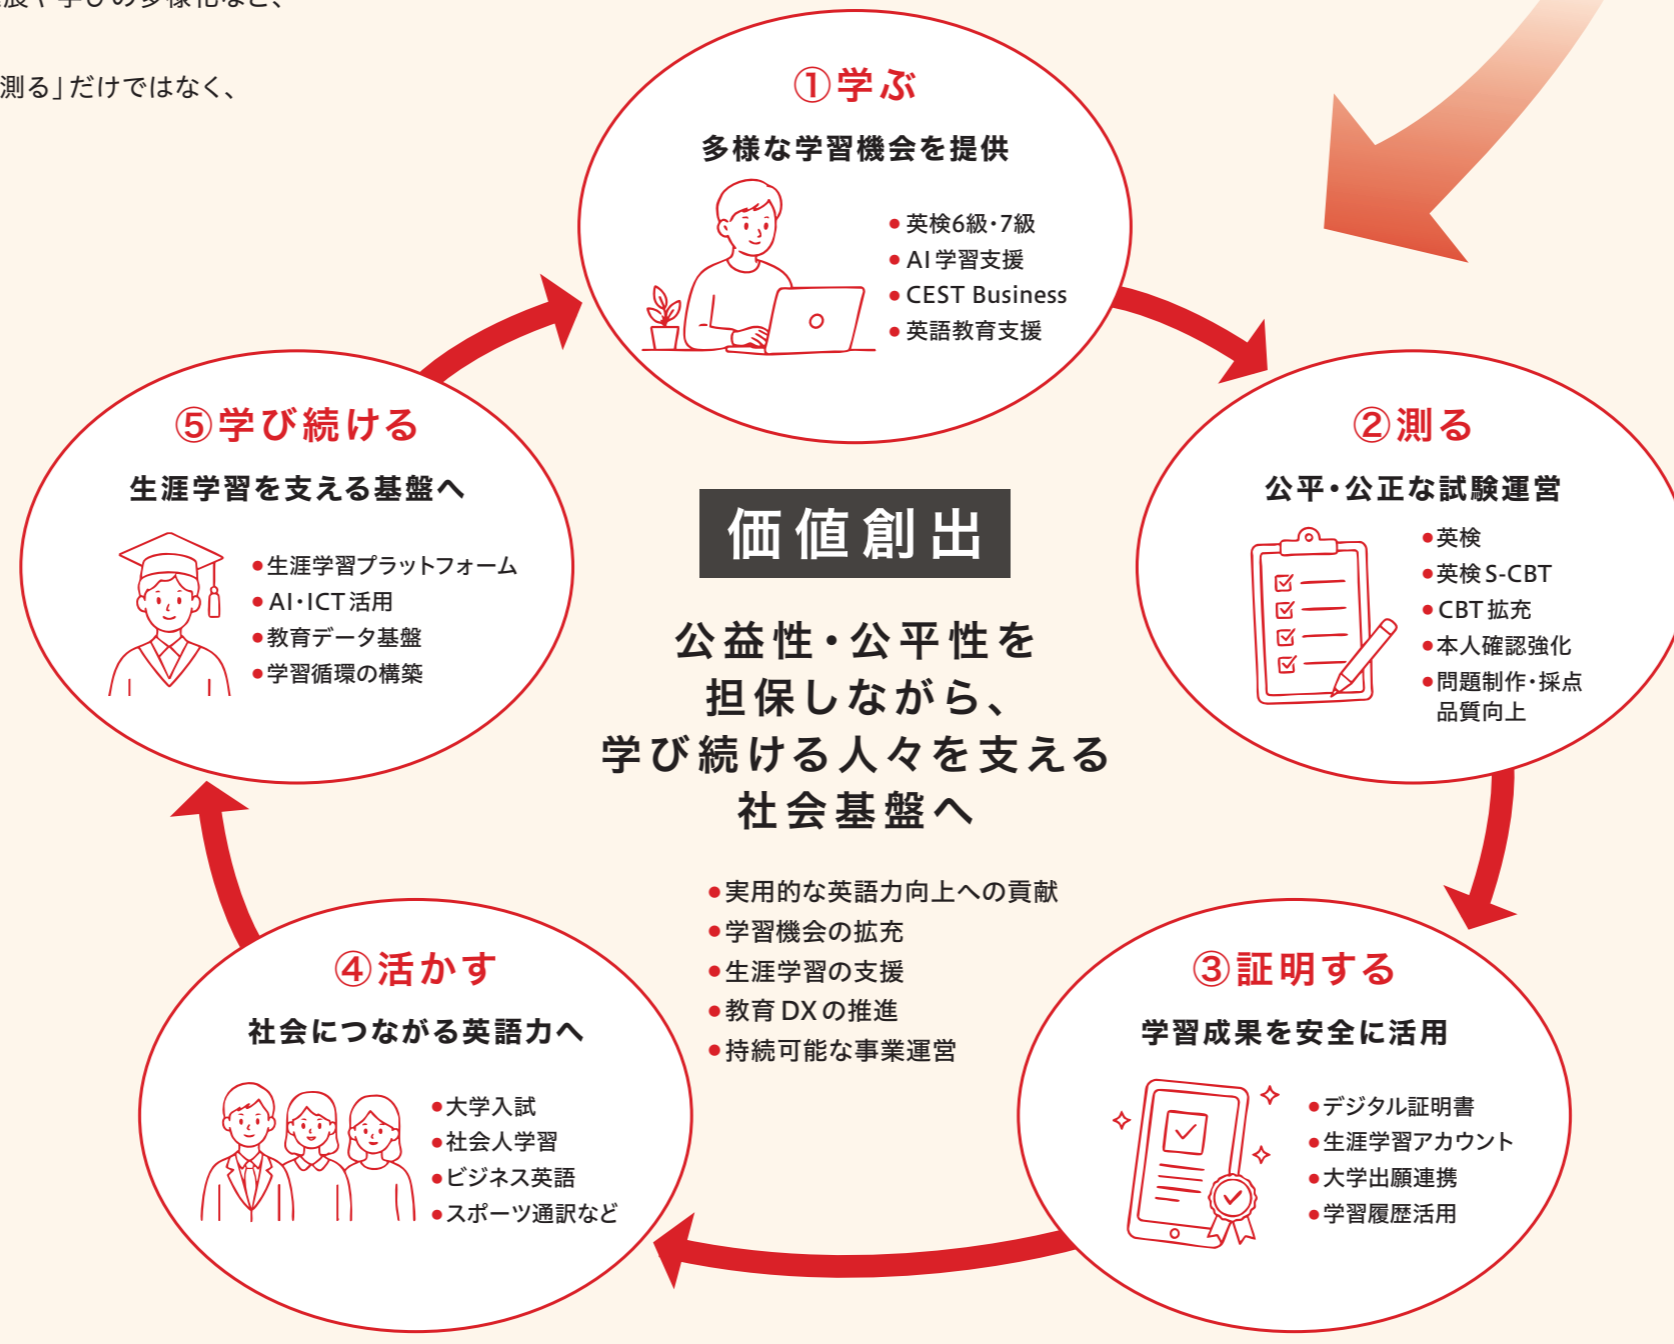 展や学びの多様化など、
測る」だけではなく、
①学ぶ
多様な学習機会を提供
●英検6級・7級
●AI学習支援
●CEST Business
●英語教育支援
②測る
公平・公正な試験運営
●英検
●英検S-CBT
●CBT拡充
●本人確認強化
●問題制作・採点
品質向上
③証明する
学習成果を安全に活用
●デジタル証明書
●生涯学習アカウント
●大学出願連携
●学習履歴活用
④活かす
社会につながる英語力へ
●大学入試
●社会人学習
●ビジネス英語
●スポーツ通訳など
⑤学び続ける
生涯学習を支える基盤へ
●生涯学習プラットフォーム
●AI・ICT活用
●教育データ基盤
●学習循環の構築
価値創出
公益性・公平性を
担保しながら、
学び続ける人々を支える
社会基盤へ
●実用的な英語力向上への貢献
●学習機会の拡充
●生涯学習の支援
●教育DXの推進
●持続可能な事業運営